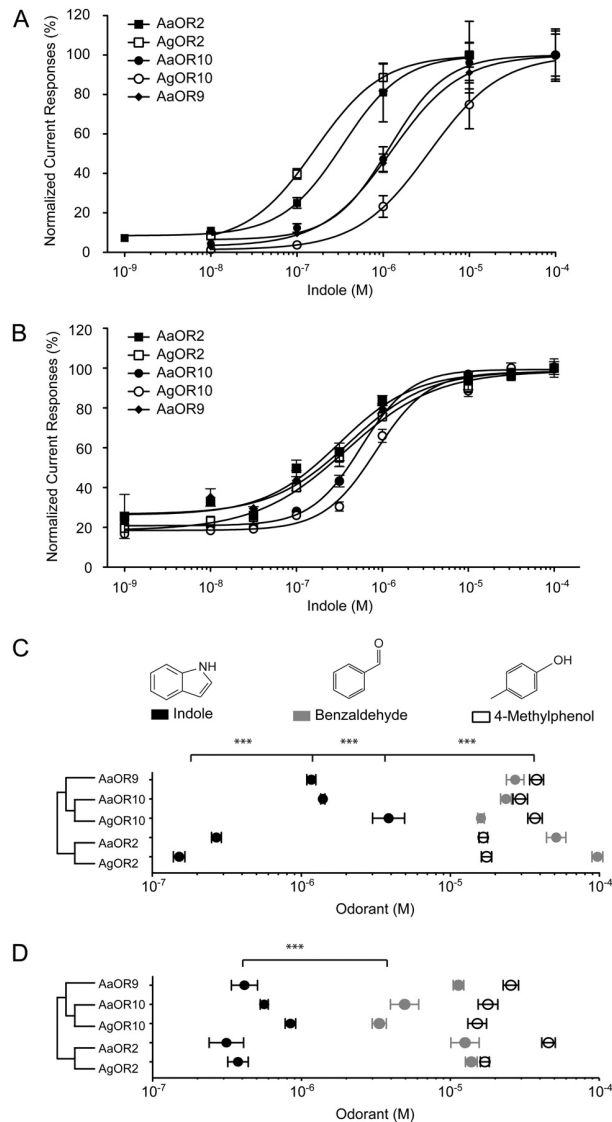 A
Normalized Current Responses (%)
120
100
80
60
40
20
0
AaOR2
AgOR2
AaOR10
AgOR10
AaOR9
10-9
10-8
10-7
10-6
10-5
10-4
Indole (M)
B
Normalized Current Responses (%)
120
100
80
60
40
20
0
AaOR2
AgOR2
AaOR10
AgOR10
AaOR9
10-9
10-8
10-7
10-6
10-5
10-4
Indole (M)
C
NH
O
OH
Indole
Benzaldehyde
4-Methylphenol
*** *** ***
AaOR9
AaOR10
AgOR10
AaOR2
AgOR2
10-7
10-6
10-5
10-4
Odorant (M)
D
***
AaOR9
AaOR10
AgOR10
AaOR2
AgOR2
10-7
10-6
10-5
10-4
Odorant (M)